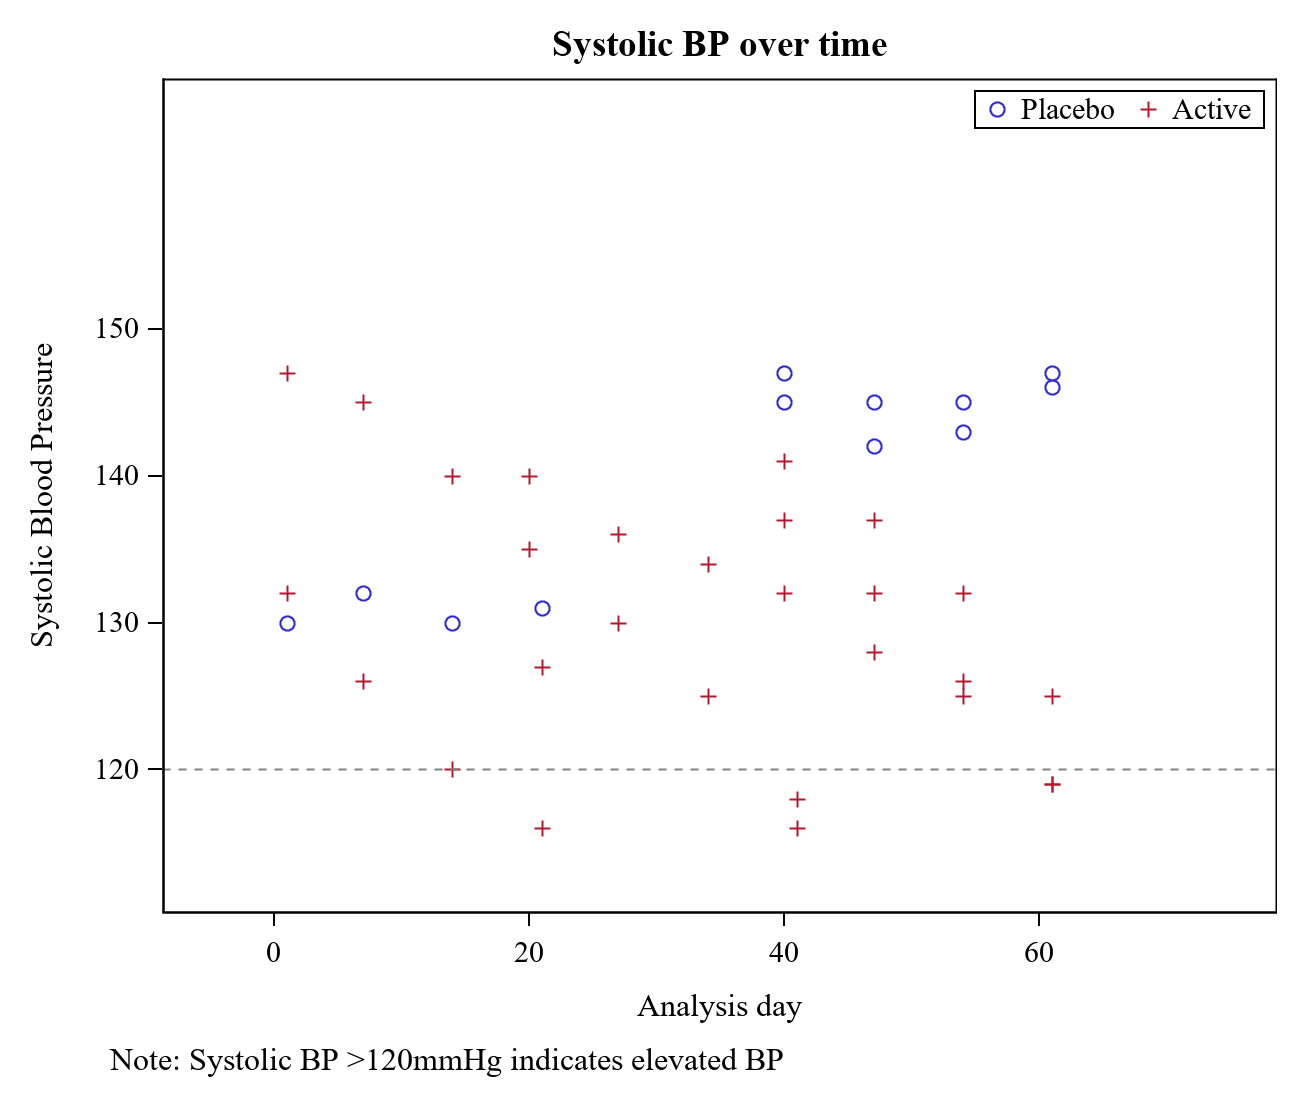 Systolic BP over time
Placebo Active
Systolic Blood Pressure
150
140
130
120
0 20 40 60
Analysis day
Note: Systolic BP >120mmHg indicates elevated BP